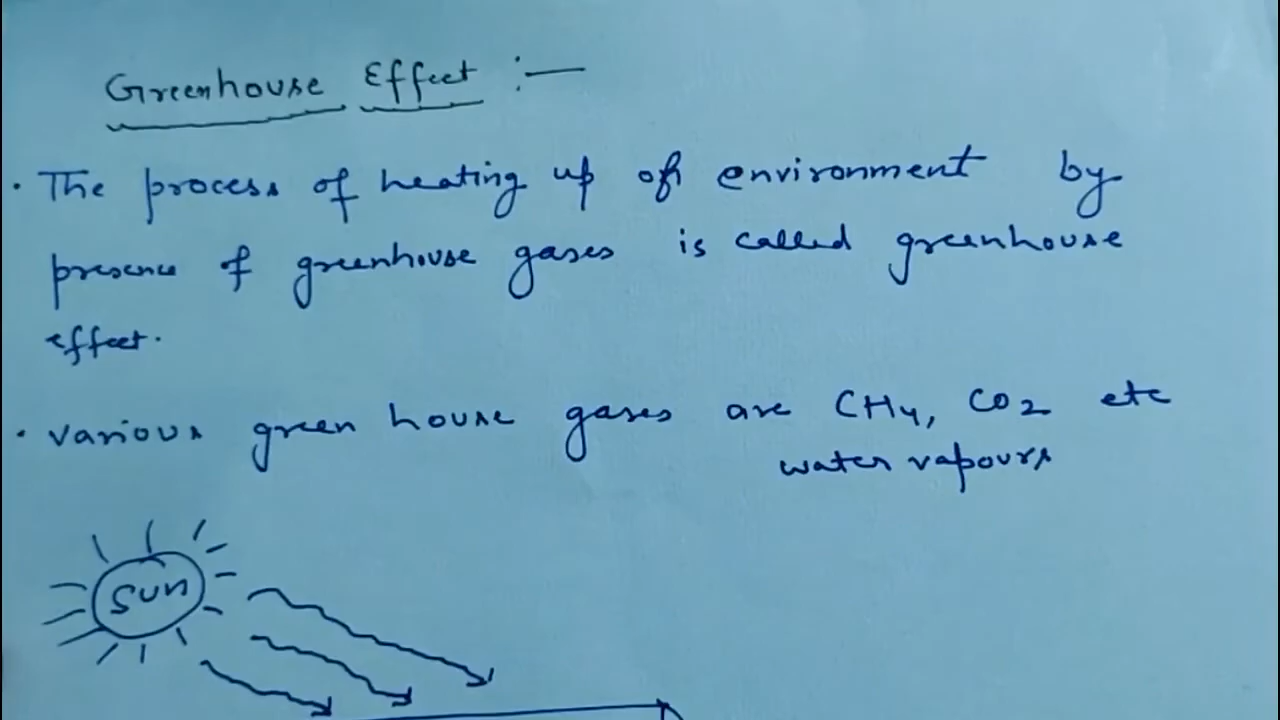 Greenhouse Effect :—
· The process of heating up of environment by
presence of greenhouse gases is called greenhouse
effect.
· Various green house gases are CH4, CO2 etc
water vapours
Sun